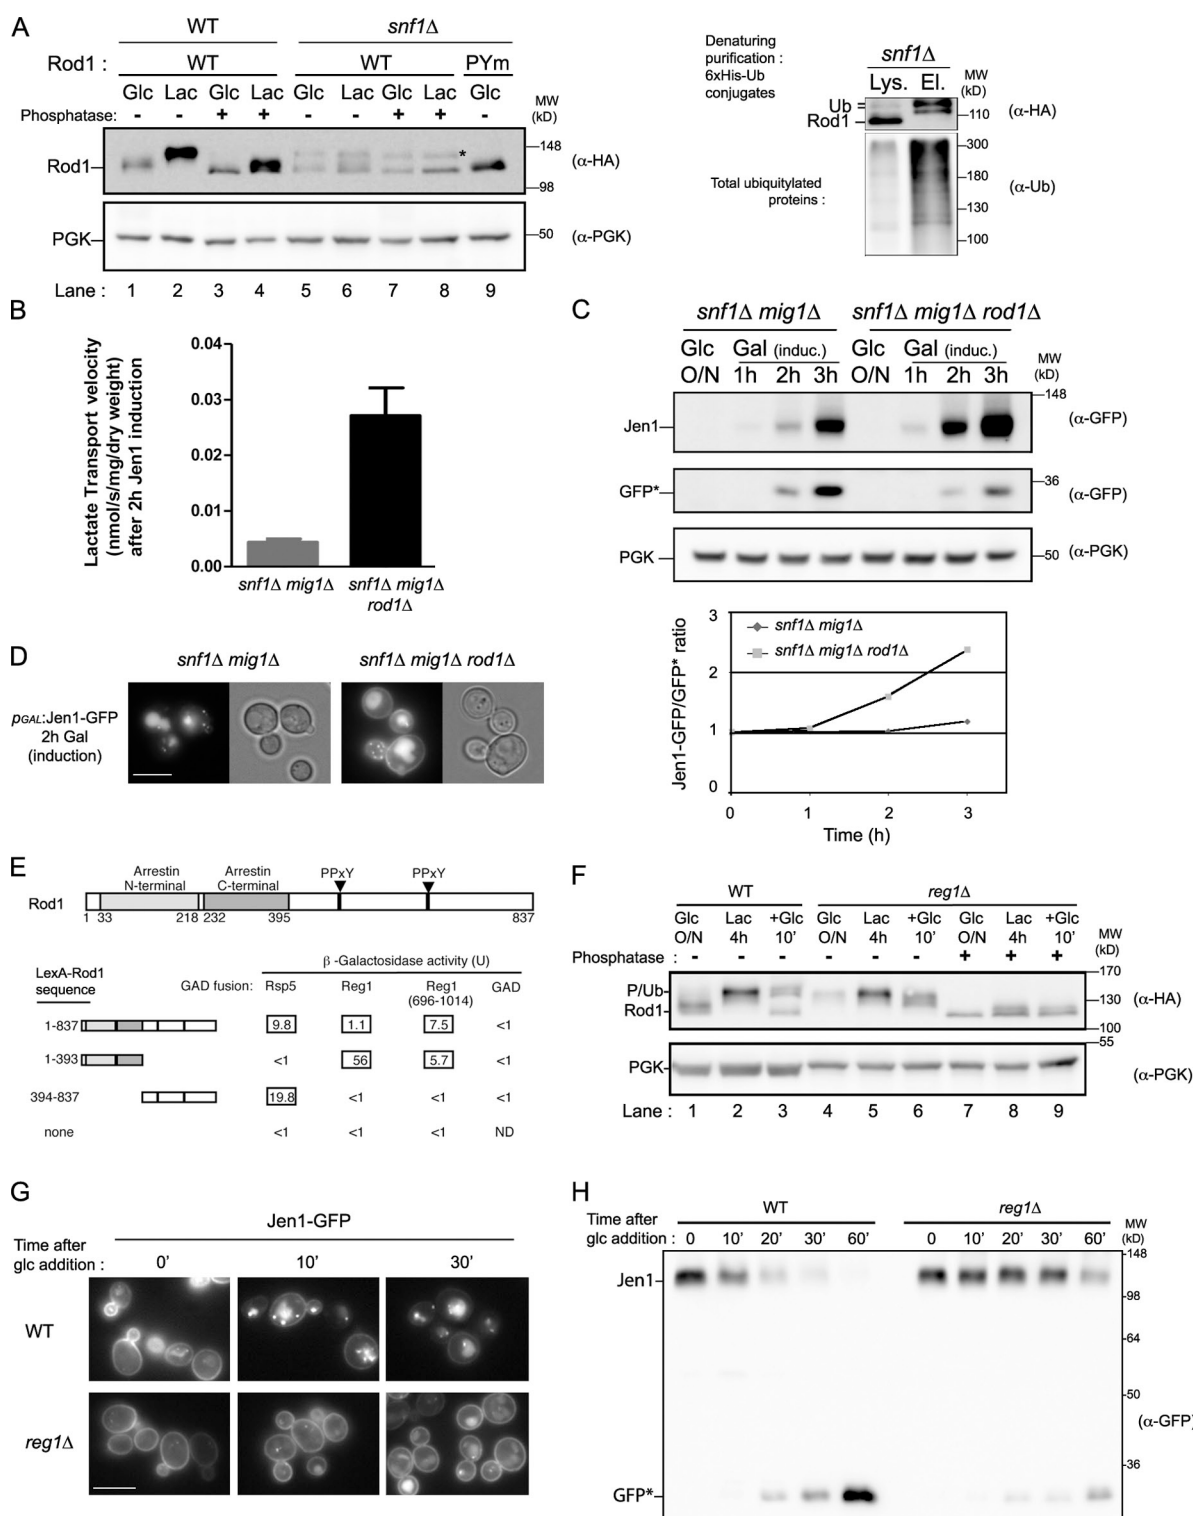 A
WT snf1Δ
Rod1 : WT WT PYm
Glc Lac Glc Lac Glc Lac Glc Lac Glc
Phosphatase: - - + + - - + + -
MW (kD)
Rod1 * 148 (α-HA)
98
PGK 50 (α-PGK)
Lane : 1 2 3 4 5 6 7 8 9
Denaturing
purification :
6xHis-Ub
conjugates
snf1Δ
Lys. El.
MW
(kD)
Ub
Rod1
110
(α-HA)
Total ubiquitylated
proteins :
300
180
130
100
(α-Ub)
B
Lactate Transport velocity
(nmol/s/mg/dry weight)
after 2h Jen1 induction
0.04
0.03
0.02
0.01
0.00
snf1Δ mig1Δ
snf1Δ mig1Δ
rod1Δ
C
snf1Δ mig1Δ snf1Δ mig1Δ rod1Δ
Glc Gal (induc.) Glc Gal (induc.)
O/N 1h 2h 3h O/N 1h 2h 3h
MW
(kD)
148
Jen1 (α-GFP)
36
GFP* (α-GFP)
PGK 50 (α-PGK)
Jen1-GFP/GFP* ratio
3
2
1
0
snf1Δ mig1Δ
snf1Δ mig1Δ rod1Δ
0 1 2 3
Time (h)
D
snf1Δ mig1Δ snf1Δ mig1Δ rod1Δ
pGAL:Jen1-GFP
2h Gal
(induction)
E
Arrestin
N-terminal
Arrestin
C-terminal
PPxY PPxY
Rod1
1 33 218 232 395 837
β -Galactosidase activity (U)
LexA-Rod1
sequence
GAD fusion: Rsp5 Reg1 Reg1
(696-1014)
GAD
1-837 9.8 1.1 7.5 <1
1-393 <1 56 5.7 <1
394-837 19.8 <1 <1 <1
none <1 <1 <1 ND
F
WT reg1Δ
Glc Lac +Glc Glc Lac +Glc Glc Lac +Glc
O/N 4h 10' O/N 4h 10' O/N 4h 10'
MW
(kD)
Phosphatase : - - - - - - + + +
170
P/Ub
130
(α-HA)
Rod1
100
55
PGK
(α-PGK)
Lane : 1 2 3 4 5 6 7 8 9
G
Jen1-GFP
Time after
glc addition : 0' 10' 30'
WT
reg1Δ
H
WT reg1Δ
Time after
glc addition : 0 10' 20' 30' 60' 0 10' 20' 30' 60'
MW
(kD)
148
Jen1
98
64
50
(α-GFP)
36
GFP*